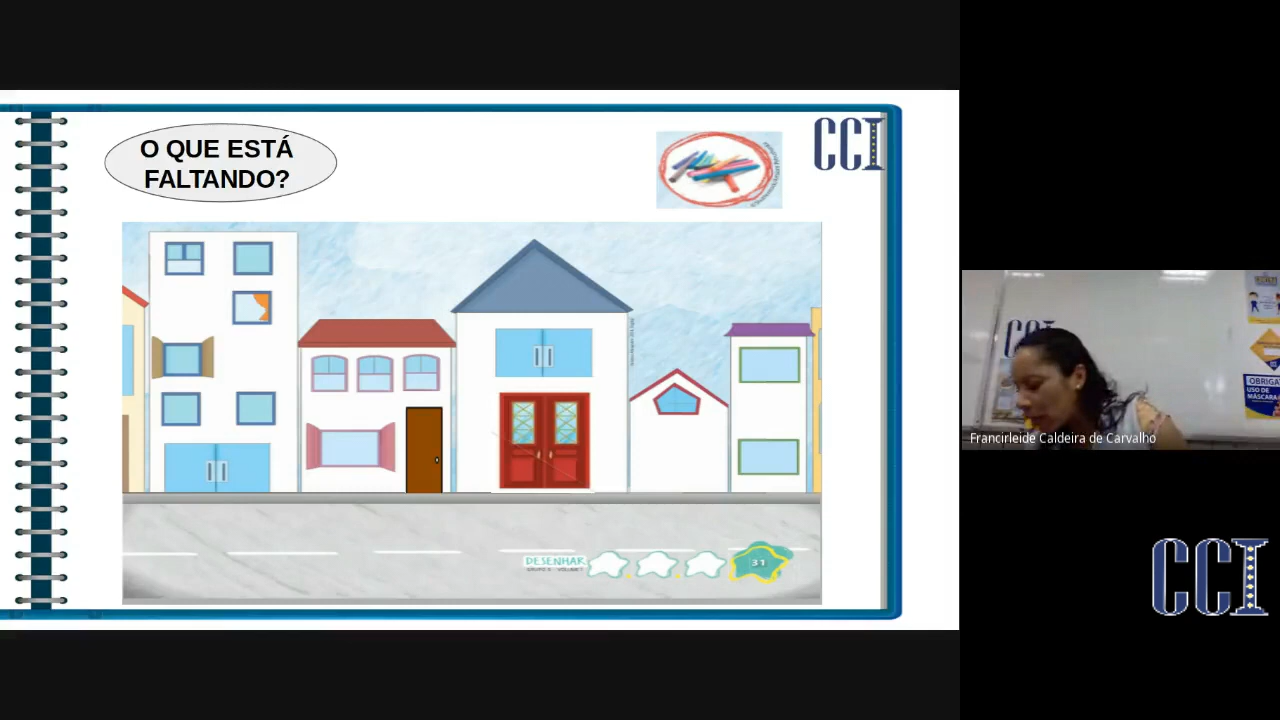 O QUE ESTÁ
FALTANDO?
CCI
DESENHAR
31
CCI
OBRIGA
USO DE
MÁSCARA
Francirleide Caldeira de Carvalho
CCI